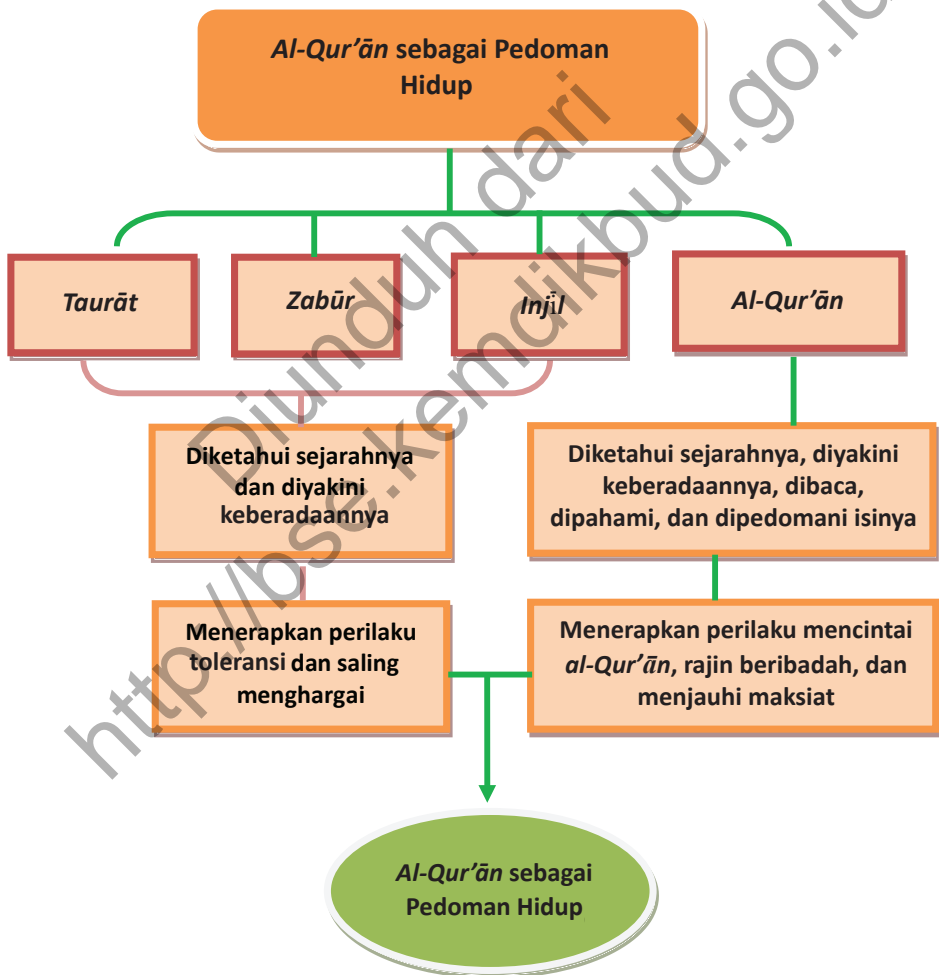 Al-Qur’ān sebagai Pedoman
Hidup
Taurāt
Zabūr
Injīl
Al-Qur’ān
Diketahui sejarahnya
dan diyakini
keberadaannya
Diketahui sejarahnya, diyakini
keberadaannya, dibaca,
dipahami, dan dipedomani isinya
Menerapkan perilaku
toleransi dan saling
menghargai
Menerapkan perilaku mencintai
al-Qur’ān, rajin beribadah, dan
menjauhi maksiat
Al-Qur’ān sebagai
Pedoman Hidup
Diunduh dari
http://bse.kemdikbud.go.id